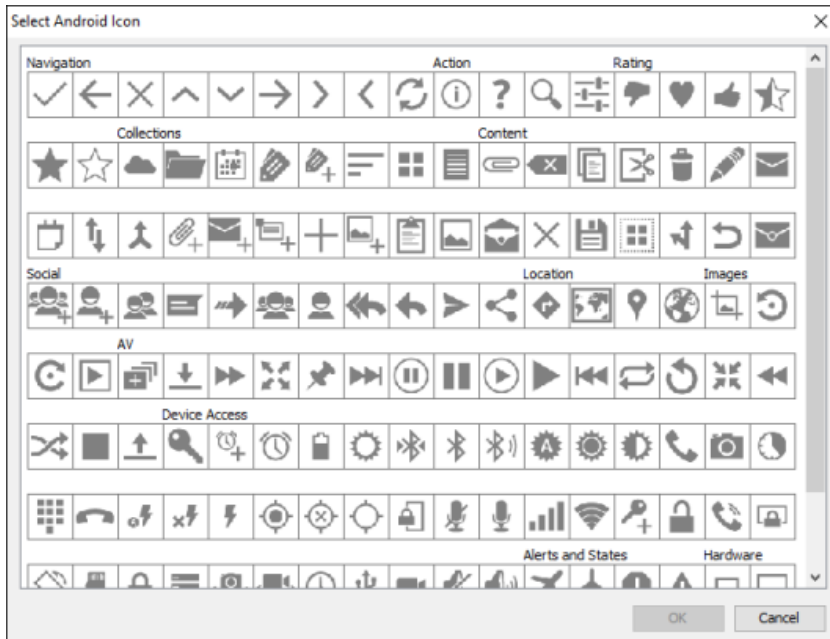 Select Android Icon
Navigation Action Rating
Collections Content
Social Location Images
AV
Device Access
Alerts and States Hardware
OK Cancel